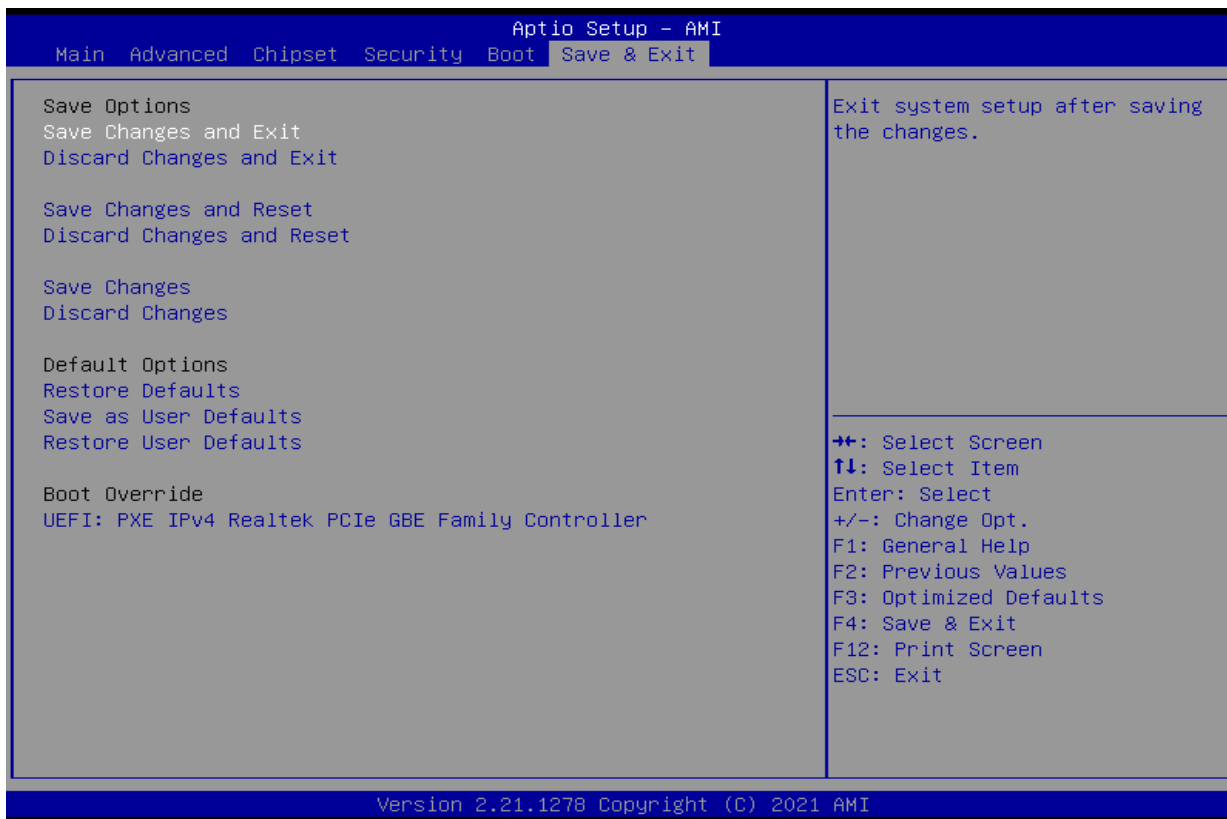 Aptio Setup – AMI
Main Advanced Chipset Security Boot Save & Exit
Save Options
Save Changes and Exit
Discard Changes and Exit
Save Changes and Reset
Discard Changes and Reset
Save Changes
Discard Changes
Default Options
Restore Defaults
Save as User Defaults
Restore User Defaults
Boot Override
UEFI: PXE IPv4 Realtek PCIe GBE Family Controller
Exit system setup after saving
the changes.
→←: Select Screen
↑↓: Select Item
Enter: Select
+/-: Change Opt.
F1: General Help
F2: Previous Values
F3: Optimized Defaults
F4: Save & Exit
F12: Print Screen
ESC: Exit
Version 2.21.1278 Copyright (C) 2021 AMI